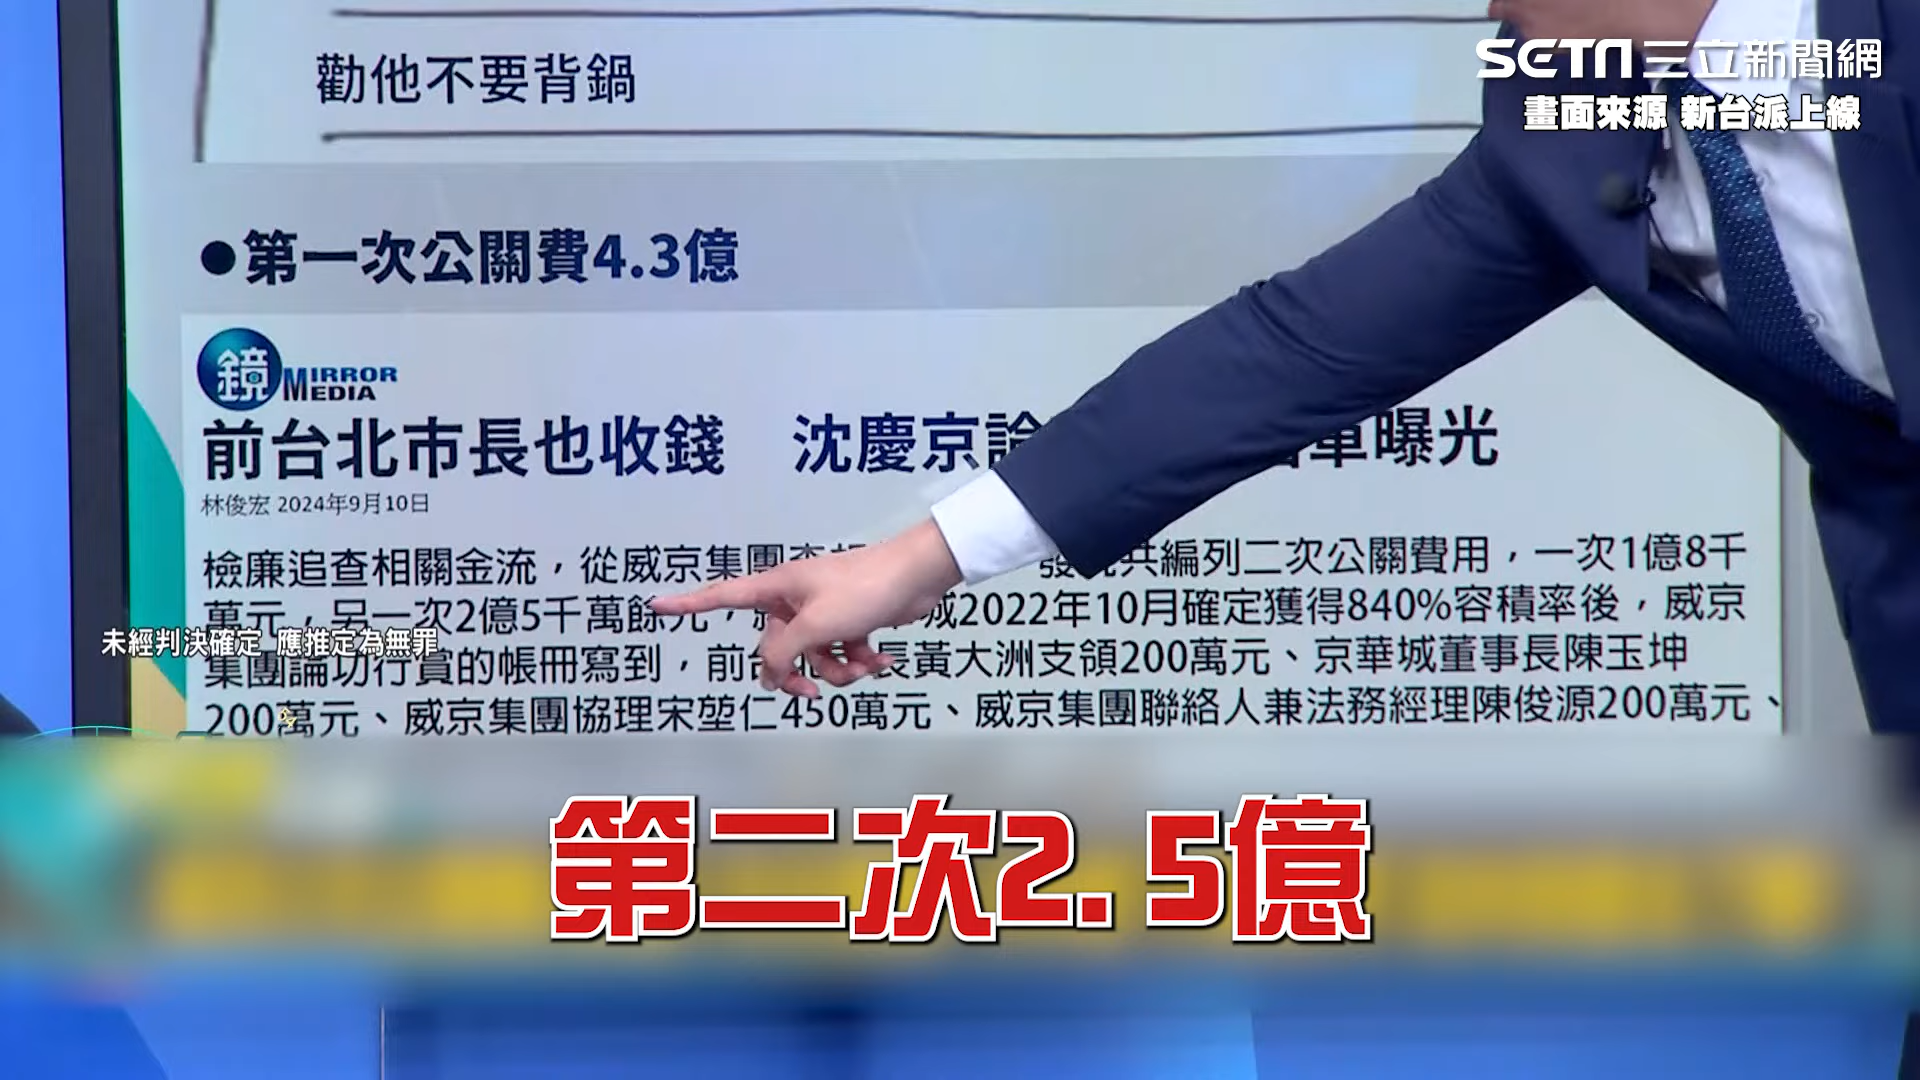 勸他不要背鍋
SETN三立新聞網
畫面來源 新台派上線
●第一次公關費4.3億
鏡 MIRROR MEDIA
前台北市長也收錢 沈慶京論 單曝光
林俊宏 2024年9月10日
檢廉追查相關金流，從威京集團 發現共編列二次公關費用，一次1億8千
萬元，另一次2億5千萬餘元， 城2022年10月確定獲得840%容積率後，威京
未經判決確定 應推定為無罪
集團論功行賞的帳冊寫到，前台北 長黃大洲支領200萬元、京華城董事長陳玉坤
200萬元、威京集團協理宋堃仁450萬元、威京集團聯絡人兼法務經理陳俊源200萬元、
第二次2.5億